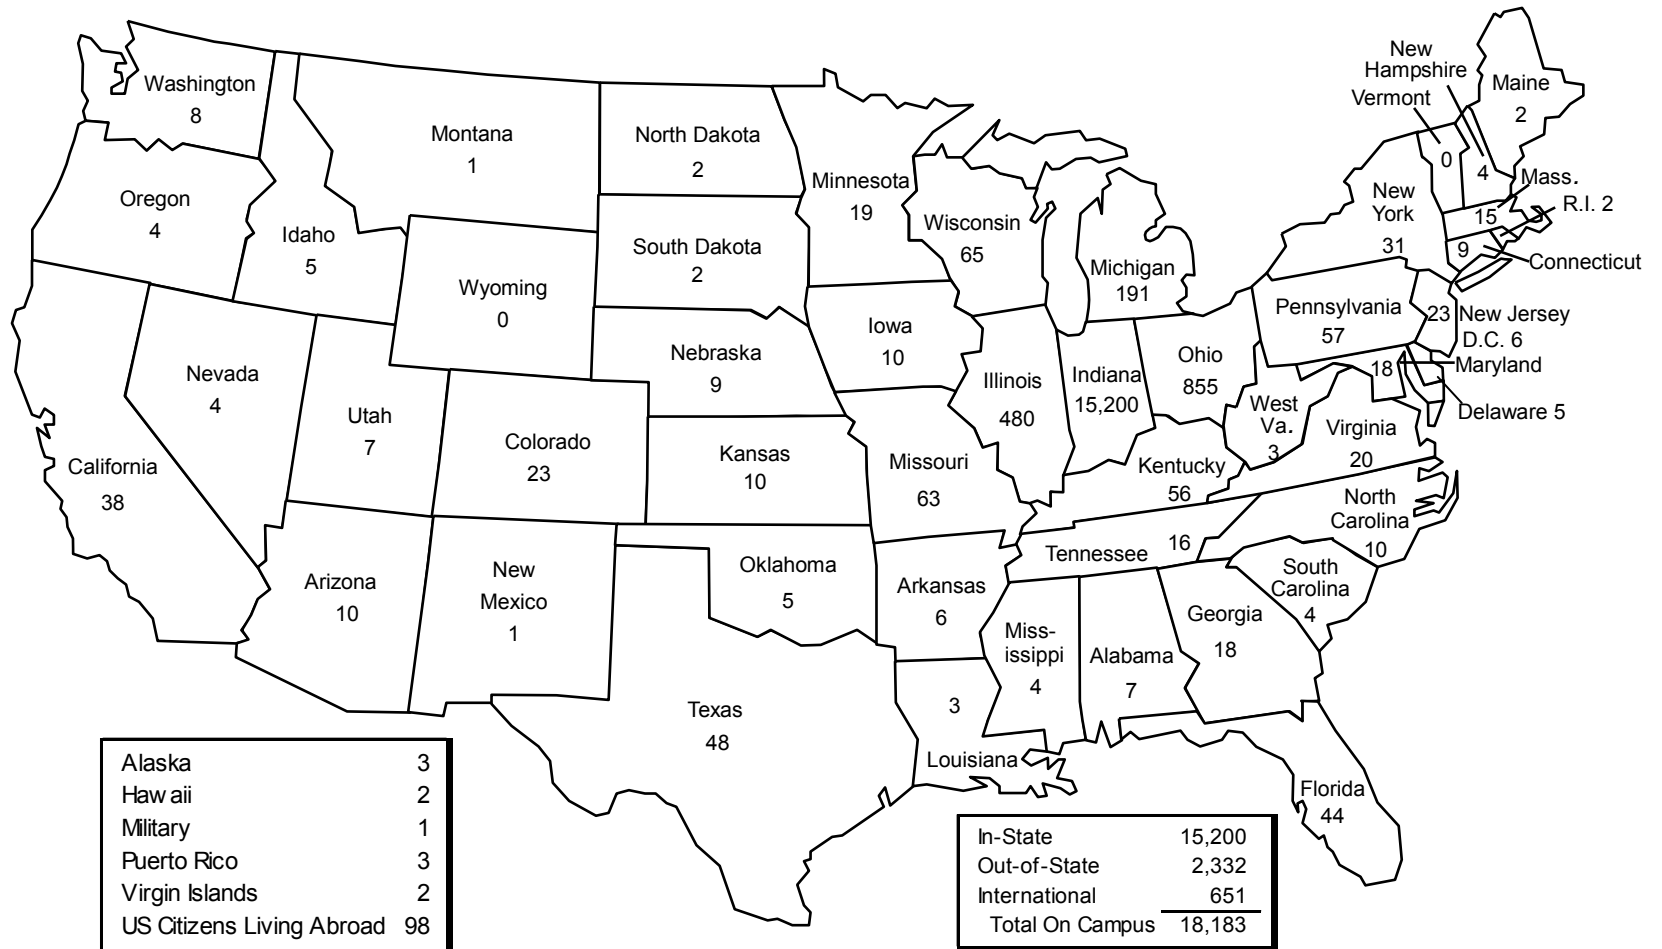 Washington
8
Oregon
4
California
38
Idaho
5
Nevada
4
Montana
1
Wyoming
0
Utah
7
Arizona
10
Colorado
23
New
Mexico
1
North Dakota
2
South Dakota
2
Nebraska
9
Kansas
10
Oklahoma
5
Texas
48
Minnesota
19
Iowa
10
Missouri
63
Arkansas
6
3
Louisiana
Wisconsin
65
Illinois
480
Michigan
191
Indiana
15,200
Ohio
855
Kentucky
56
Tennessee 16
Miss-
issippi
4
Alabama
7
Georgia
18
Florida
44
South
Carolina
4
North
Carolina
10
Virginia
20
West
Va.
3
Pennsylvania
57
New
York
31
New
Hampshire
4
Vermont
0
Maine
2
Mass.
15
R.I. 2
9
Connecticut
23 New Jersey
D.C. 6
18 Maryland
Delaware 5
Alaska 3
Hawaii 2
Military 1
Puerto Rico 3
Virgin Islands 2
US Citizens Living Abroad 98
In-State 15,200
Out-of-State 2,332
International 651
Total On Campus 18,183